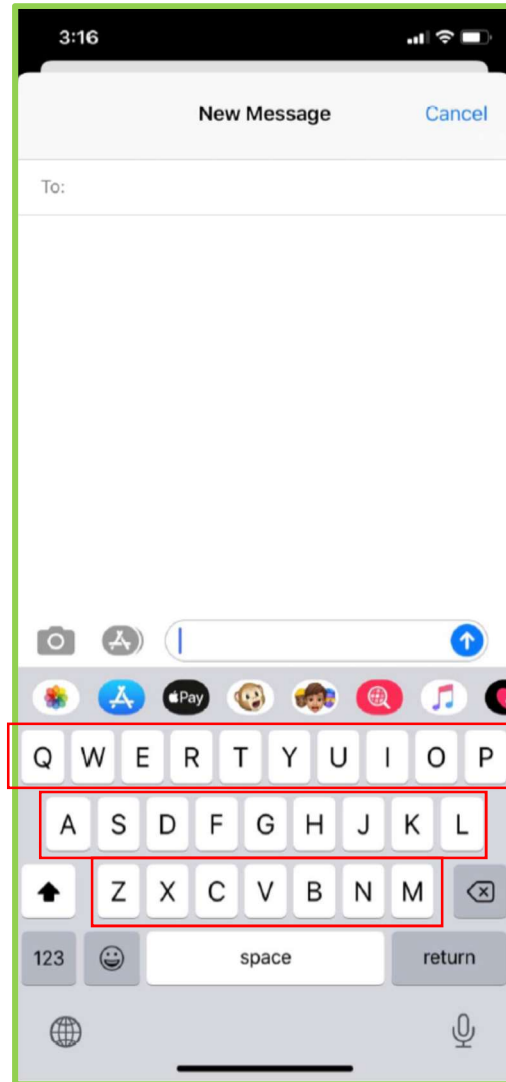 3:16
New Message Cancel
To:
Pay
Q W E R T Y U I O P
A S D F G H J K L
Z X C V B N M
123 space return